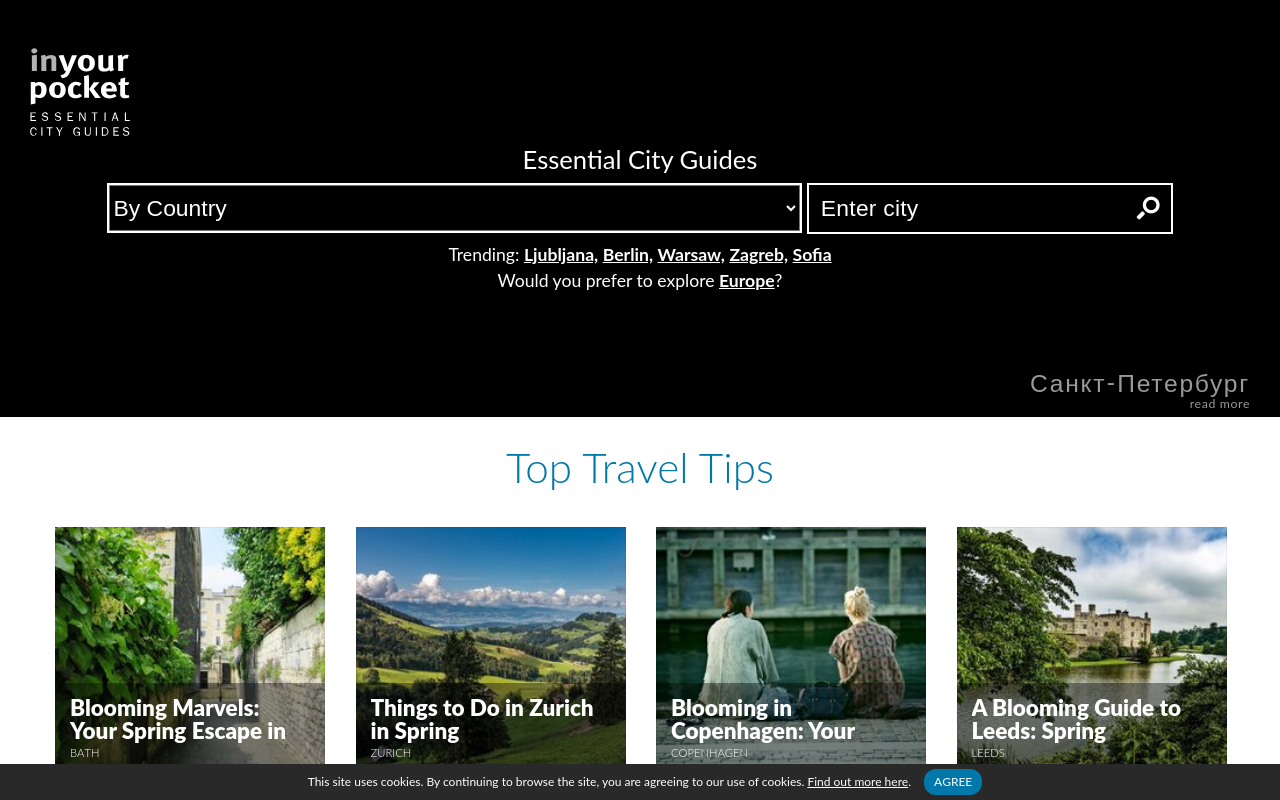 inyour
pocket
ESSENTIAL
CITY GUIDES
Essential City Guides
By Country
Enter city
Trending: Ljubljana, Berlin, Warsaw, Zagreb, Sofia
Would you prefer to explore Europe?
Санкт-Петербург
read more
Top Travel Tips
Blooming Marvels:
Your Spring Escape in
BATH
Things to Do in Zurich
in Spring
ZÜRICH
Blooming in
Copenhagen: Your
COPENHAGEN
A Blooming Guide to
Leeds: Spring
LEEDS
This site uses cookies. By continuing to browse the site, you are agreeing to our use of cookies. Find out more here. AGREE